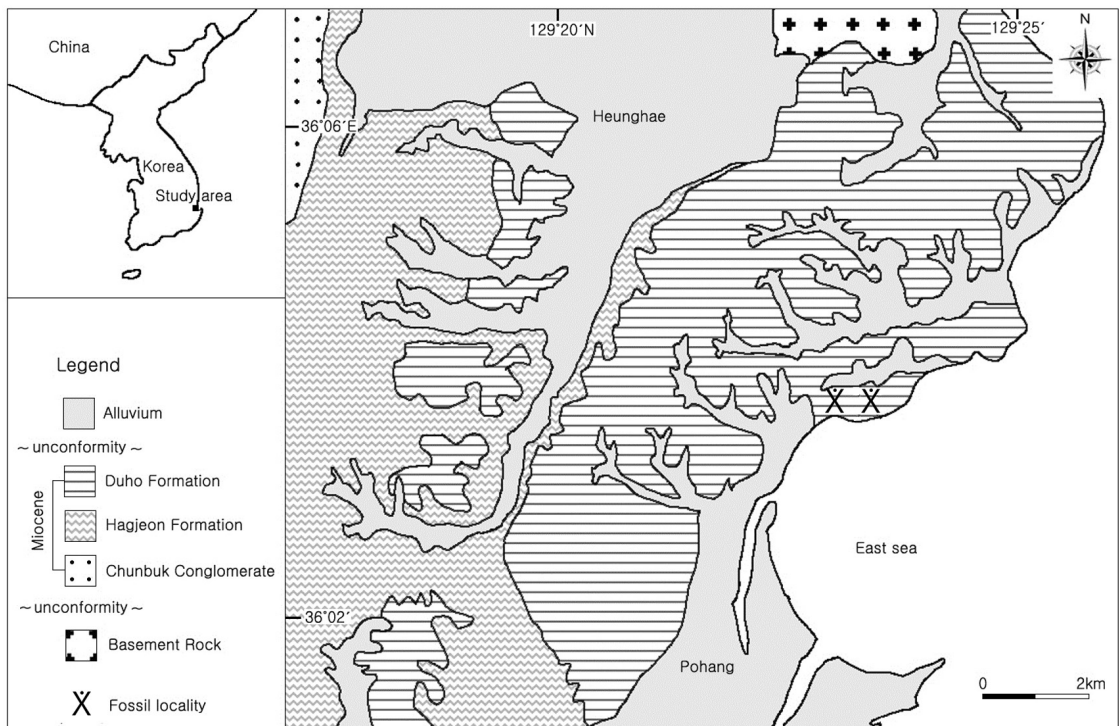 China
Korea
Study area
Legend
Alluvium
~ unconformity ~
Miocene
Duho Formation
Hagjeon Formation
Chunbuk Conglomerate
~ unconformity ~
Basement Rock
Fossil locality
129°20′N
129°25′
N
36°06′E
Heunghae
East sea
36°02′
Pohang
0 2km